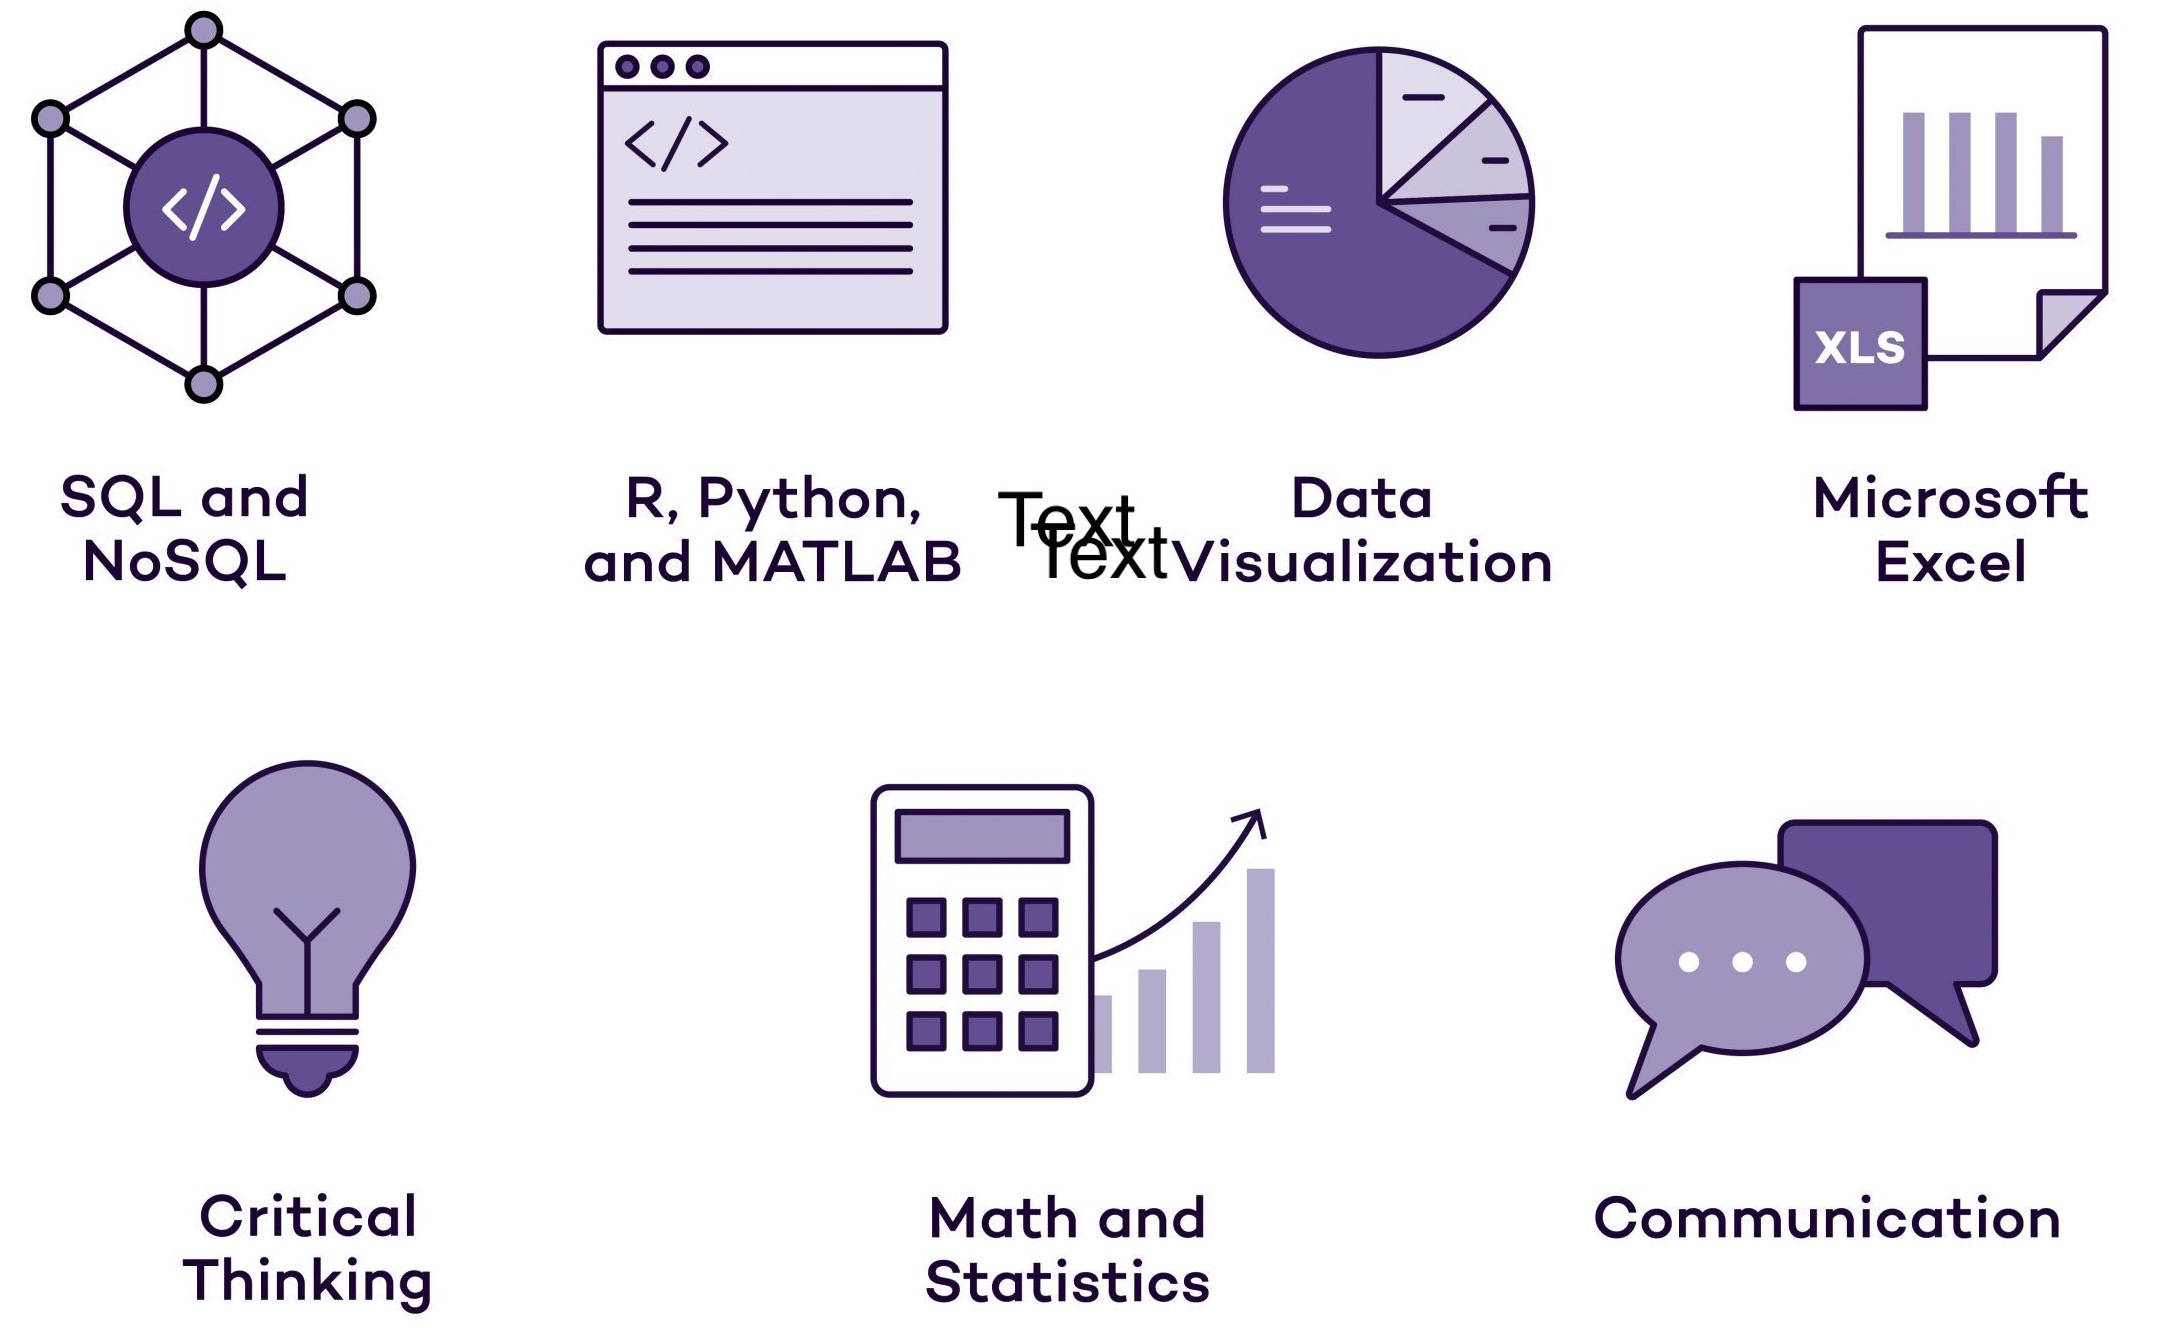 </>
</>
XLS
SQL and
NoSQL
R, Python,
and MATLAB
Text
Text
Data
Visualization
Microsoft
Excel
Critical
Thinking
Math and
Statistics
Communication